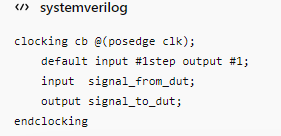 </> systemverilog
clocking cb @(posedge clk);
    default input #1step output #1;
    input  signal_from_dut;
    output signal_to_dut;
endclocking